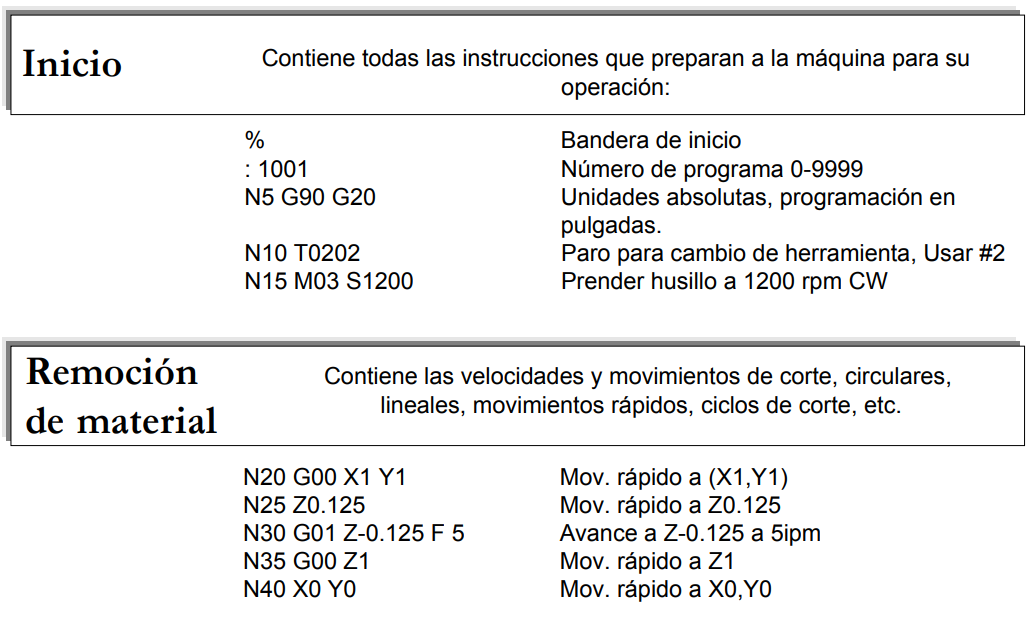 Inicio
Contiene todas las instrucciones que preparan a la máquina para su
operación:
% Bandera de inicio
: 1001 Número de programa 0-9999
N5 G90 G20 Unidades absolutas, programación en
pulgadas.
N10 T0202 Paro para cambio de herramienta, Usar #2
N15 M03 S1200 Prender husillo a 1200 rpm CW
Remoción
de material
Contiene las velocidades y movimientos de corte, circulares,
lineales, movimientos rápidos, ciclos de corte, etc.
N20 G00 X1 Y1 Mov. rápido a (X1,Y1)
N25 Z0.125 Mov. rápido a Z0.125
N30 G01 Z-0.125 F 5 Avance a Z-0.125 a 5ipm
N35 G00 Z1 Mov. rápido a Z1
N40 X0 Y0 Mov. rápido a X0,Y0